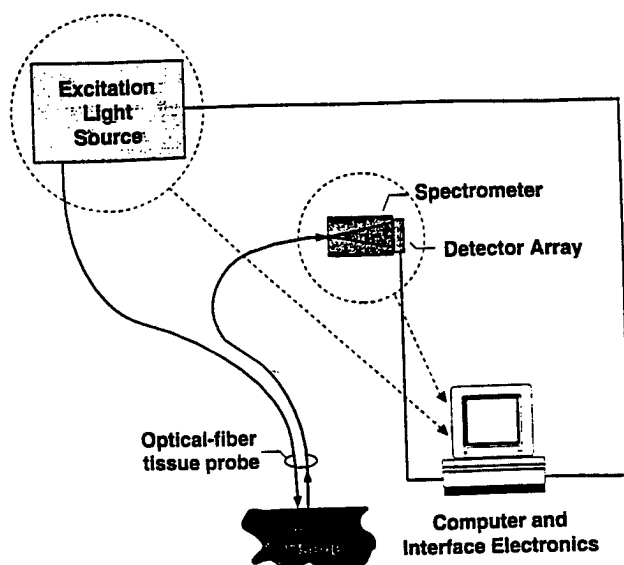 Excitation
Light
Source
Spectrometer
Detector Array
Optical-fiber
tissue probe
Computer and
Interface Electronics